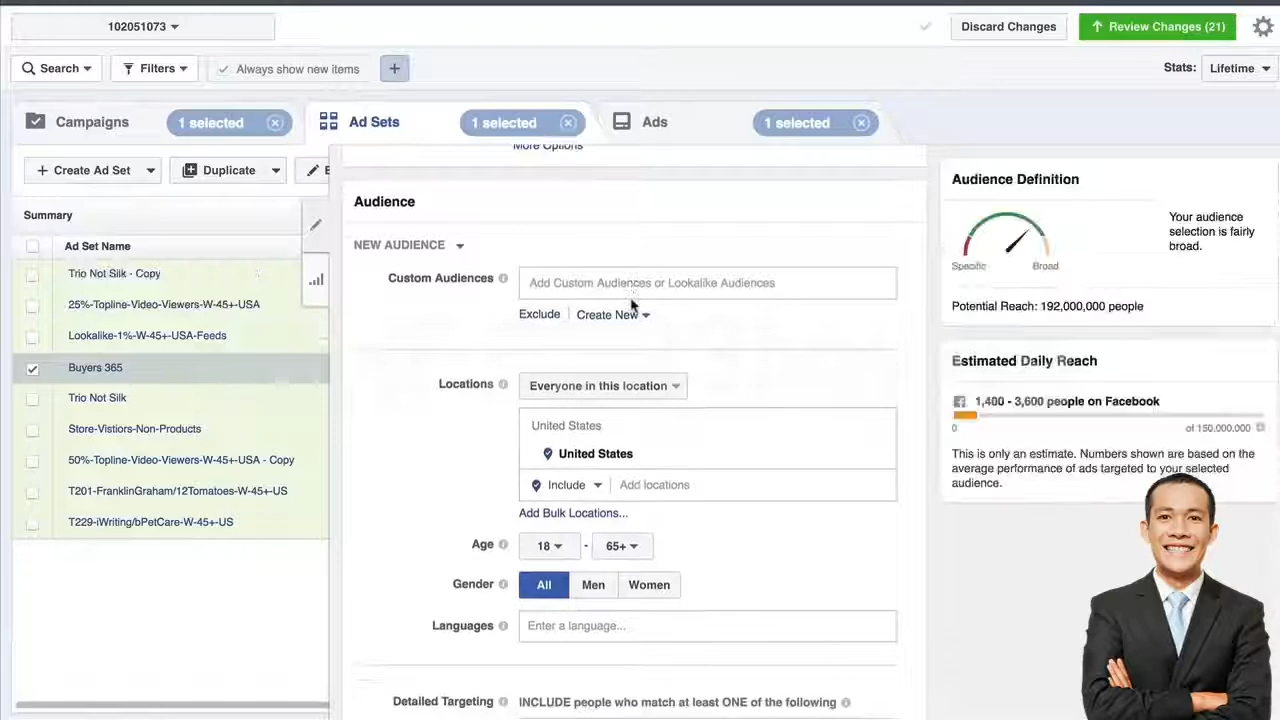 102051073
Discard Changes
Review Changes (21)
Search
Filters
Always show new items
Stats:
Lifetime
Campaigns
1 selected
Ad Sets
1 selected
Ads
1 selected
Create Ad Set
Duplicate
E
More Options
Summary
Ad Set Name
Trio Not Silk - Copy
25%-Topline-Video-Viewers-W-45+-USA
Lookalike-1%-W-45+-USA-Feeds
Buyers 365
Trio Not Silk
Store-Vistiors-Non-Products
50%-Topline-Video-Viewers-W-45+-USA - Copy
T201-FranklinGraham/12Tomatoes-W-45+-US
T229-iWriting/bPetCare-W-45+-US
Audience
NEW AUDIENCE
Custom Audiences
Add Custom Audiences or Lookalike Audiences
Exclude
Create New
Locations
Everyone in this location
United States
United States
Include
Add locations
Add Bulk Locations...
Age
18
-
65+
Gender
All
Men
Women
Languages
Enter a language...
Detailed Targeting
INCLUDE people who match at least ONE of the following
Audience Definition
Specific
Broad
Your audience
selection is fairly
broad.
Potential Reach: 192,000,000 people
Estimated Daily Reach
1,400 - 3,600 people on Facebook
0
of 150,000,000
This is only an estimate. Numbers shown are based on the
average performance of ads targeted to your selected
audience.